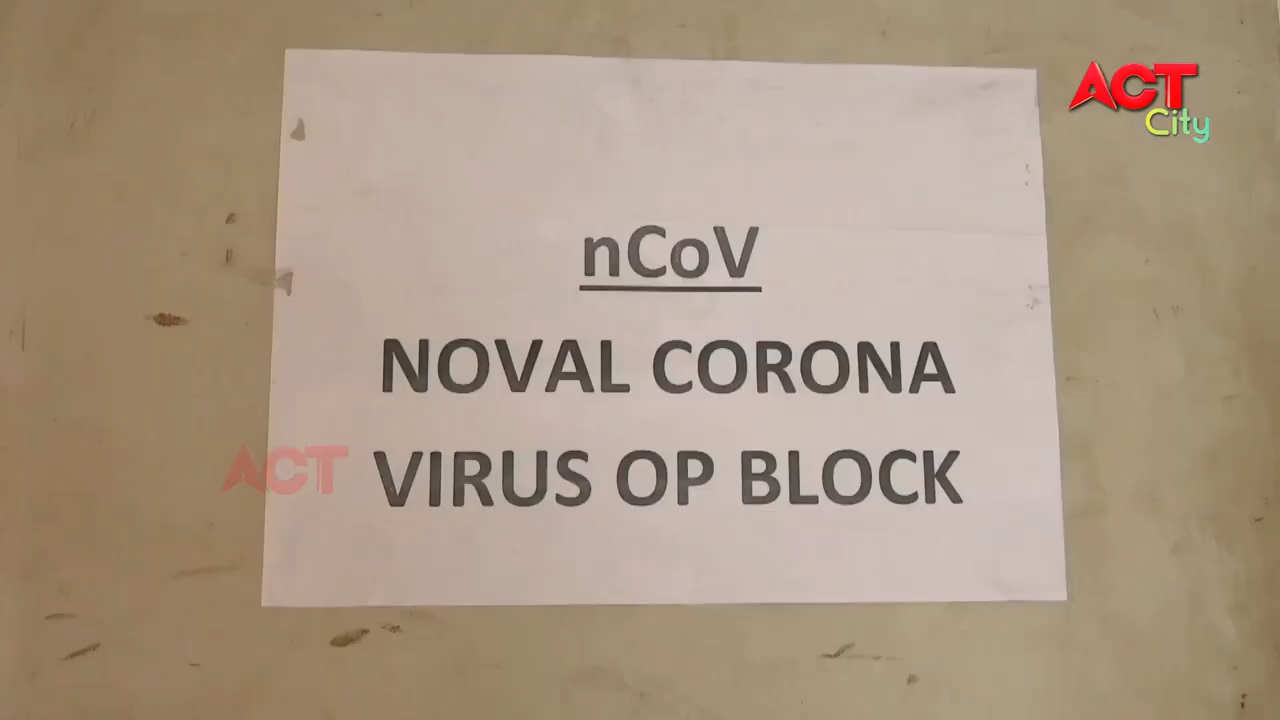 ACT
City
nCoV
NOVAL CORONA
VIRUS OP BLOCK
ACT